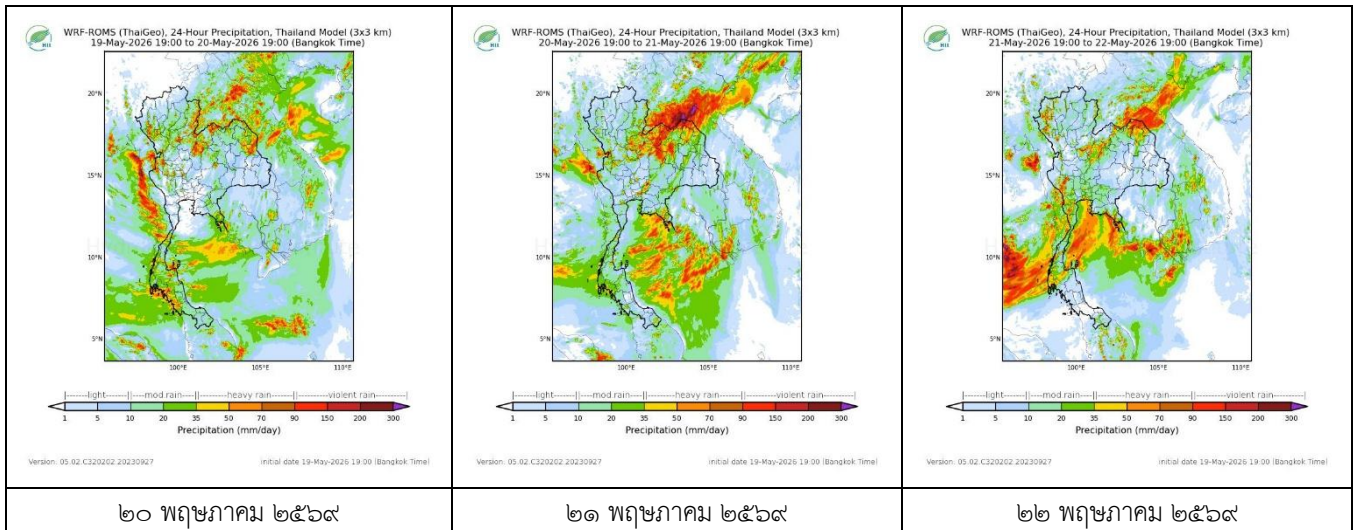 HII
WRF-ROMS (ThaiGeo), 24-Hour Precipitation, Thailand Model (3x3 km)
19-May-2026 19:00 to 20-May-2026 19:00 (Bangkok Time)
20°N
15°N
10°N
5°N
100°E 105°E 110°E
|-------light-------||----mod rain----||-------heavy rain-------||-------violent rain-------|
1 5 10 20 35 50 70 90 150 200 300
Precipitation (mm/day)
Version: 05.02.C320202.20230927 initial date 19-May-2026 19:00 (Bangkok Time)
๒๐ พฤษภาคม ๒๕๖๙
HII
WRF-ROMS (ThaiGeo), 24-Hour Precipitation, Thailand Model (3x3 km)
20-May-2026 19:00 to 21-May-2026 19:00 (Bangkok Time)
20°N
15°N
10°N
5°N
100°E 105°E 110°E
|-------light-------||----mod rain----||-------heavy rain-------||-------violent rain-------|
1 5 10 20 35 50 70 90 150 200 300
Precipitation (mm/day)
Version: 05.02.C320202.20230927 initial date 19-May-2026 19:00 (Bangkok Time)
๒๑ พฤษภาคม ๒๕๖๙
HII
WRF-ROMS (ThaiGeo), 24-Hour Precipitation, Thailand Model (3x3 km)
21-May-2026 19:00 to 22-May-2026 19:00 (Bangkok Time)
20°N
15°N
10°N
5°N
100°E 105°E 110°E
|-------light-------||----mod rain----||-------heavy rain-------||-------violent rain-------|
1 5 10 20 35 50 70 90 150 200 300
Precipitation (mm/day)
Version: 05.02.C320202.20230927 initial date 19-May-2026 19:00 (Bangkok Time)
๒๒ พฤษภาคม ๒๕๖๙